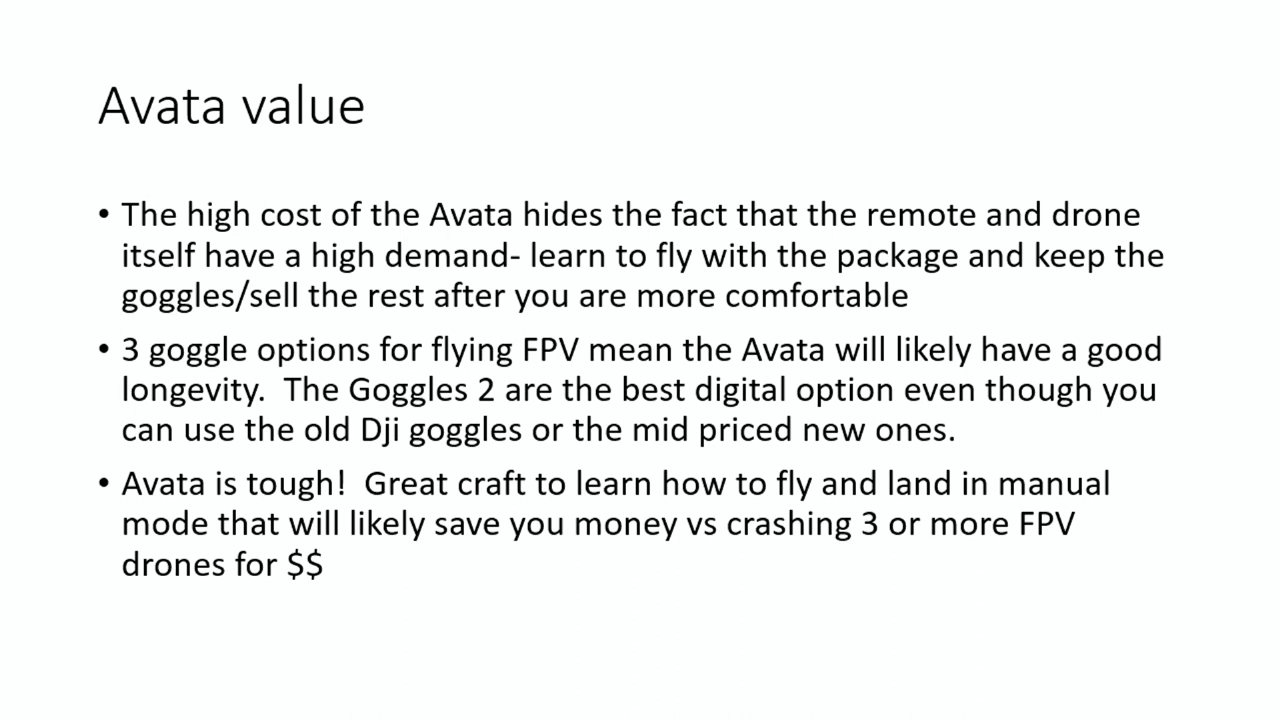 Avata value
• The high cost of the Avata hides the fact that the remote and drone
itself have a high demand- learn to fly with the package and keep the
goggles/sell the rest after you are more comfortable
• 3 goggle options for flying FPV mean the Avata will likely have a good
longevity.  The Goggles 2 are the best digital option even though you
can use the old Dji goggles or the mid priced new ones.
• Avata is tough!  Great craft to learn how to fly and land in manual
mode that will likely save you money vs crashing 3 or more FPV
drones for $$